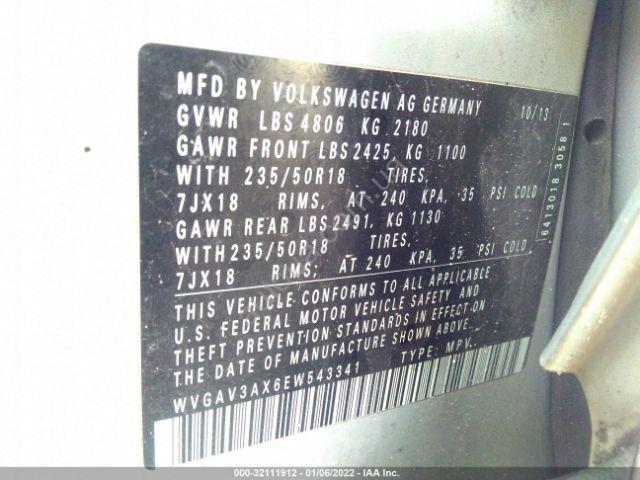 MFD BY VOLKSWAGEN AG GERMANY 10/13
GVWR LBS 4806 KG 2180
GAWR FRONT LBS 2425, KG 1100
WITH 235/50R18 TIRES,
7JX18 RIMS, AT 240 KPA, 35 PSI COLD
GAWR REAR LBS 2491, KG 1130
WITH 235/50R18 TIRES,
7JX18 RIMS, AT 240 KPA, 35 PSI COLD
THIS VEHICLE CONFORMS TO ALL APPLICABLE
U.S. FEDERAL MOTOR VEHICLE SAFETY AND
THEFT PREVENTION STANDARDS IN EFFECT ON
THE DATE OF MANUFACTURE SHOWN ABOVE.
WVGAV3AX6EW543341 TYPE: MPV
6413018 3058 1
000-32111912 - 01/06/2022 - IAA Inc.